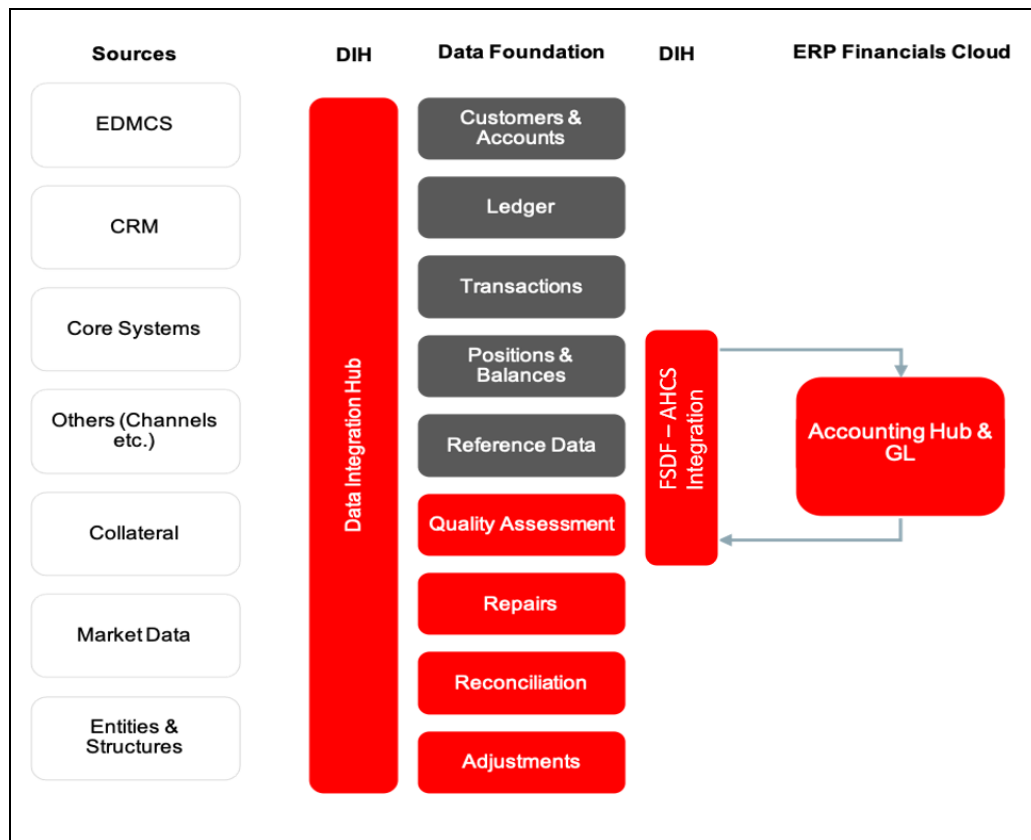 Sources
DIH
Data Foundation
DIH
ERP Financials Cloud
EDMCS
CRM
Core Systems
Others (Channels
etc.)
Collateral
Market Data
Entities &
Structures
Data Integration Hub
Customers &
Accounts
Ledger
Transactions
Positions &
Balances
Reference Data
Quality Assessment
Repairs
Reconciliation
Adjustments
FSDF – AHCS
Integration
Accounting Hub &
GL